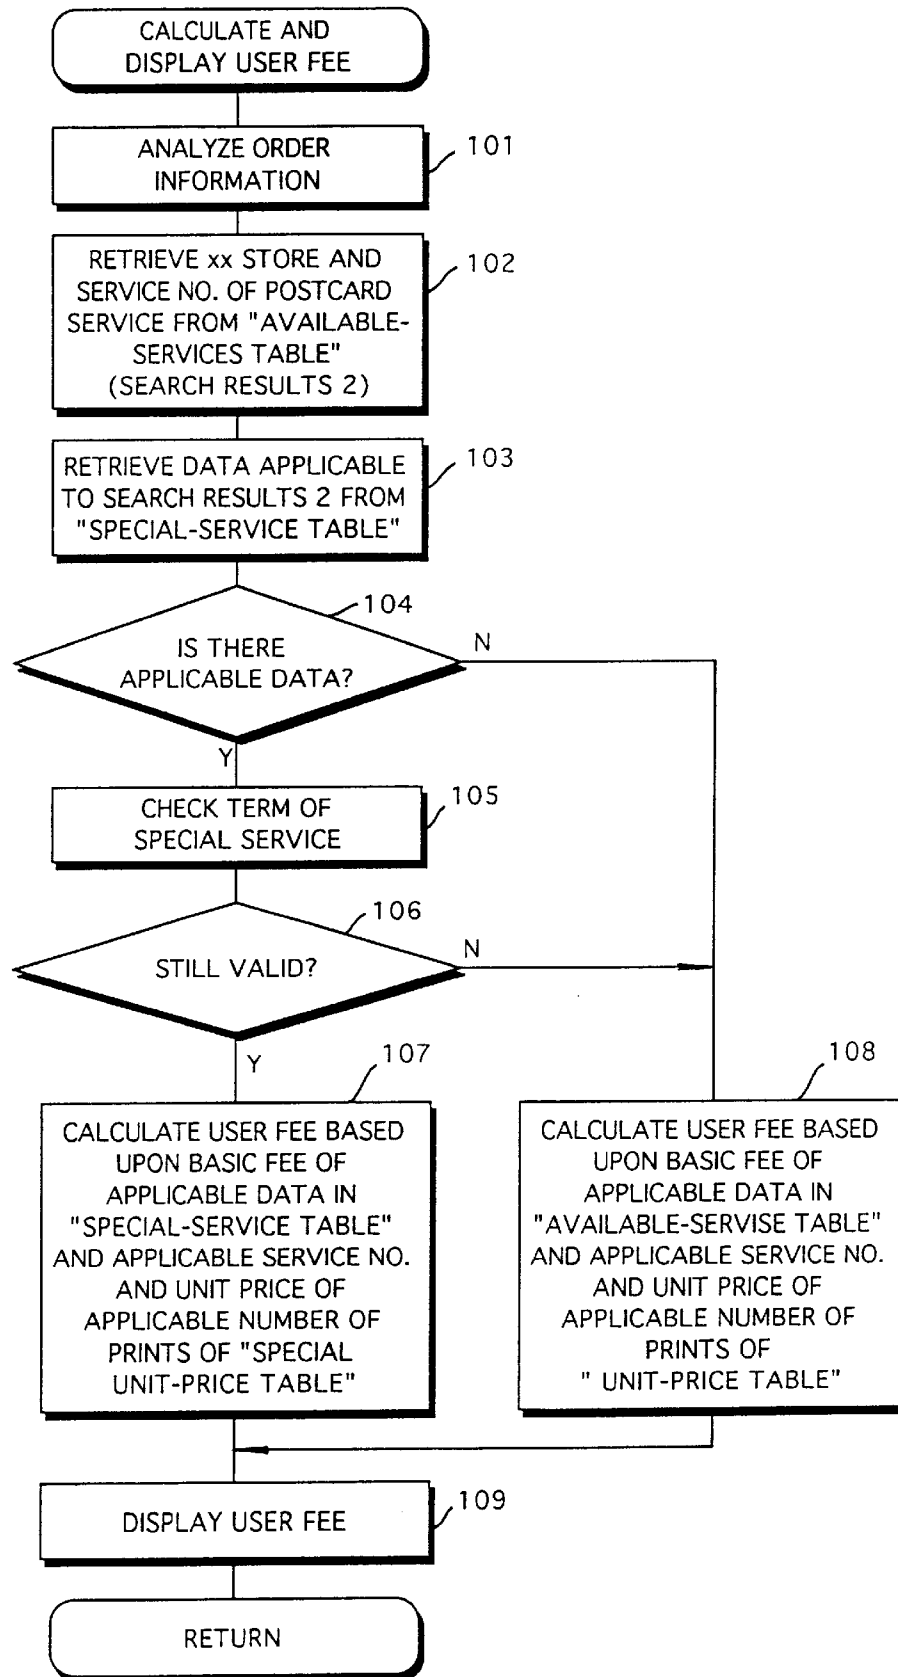 CALCULATE AND
DISPLAY USER FEE
ANALYZE ORDER
INFORMATION
101
RETRIEVE xx STORE AND
SERVICE NO. OF POSTCARD
SERVICE FROM "AVAILABLE-
SERVICES TABLE"
(SEARCH RESULTS 2)
102
RETRIEVE DATA APPLICABLE
TO SEARCH RESULTS 2 FROM
"SPECIAL-SERVICE TABLE"
103
104
IS THERE
APPLICABLE DATA?
N
Y
CHECK TERM OF
SPECIAL SERVICE
105
106
STILL VALID?
N
Y
107
CALCULATE USER FEE BASED
UPON BASIC FEE OF
APPLICABLE DATA IN
"SPECIAL-SERVICE TABLE"
AND APPLICABLE SERVICE NO.
AND UNIT PRICE OF
APPLICABLE NUMBER OF
PRINTS OF "SPECIAL
UNIT-PRICE TABLE"
108
CALCULATE USER FEE BASED
UPON BASIC FEE OF
APPLICABLE DATA IN
"AVAILABLE-SERVISE TABLE"
AND APPLICABLE SERVICE NO.
AND UNIT PRICE OF
APPLICABLE NUMBER OF
PRINTS OF
" UNIT-PRICE TABLE"
DISPLAY USER FEE
109
RETURN